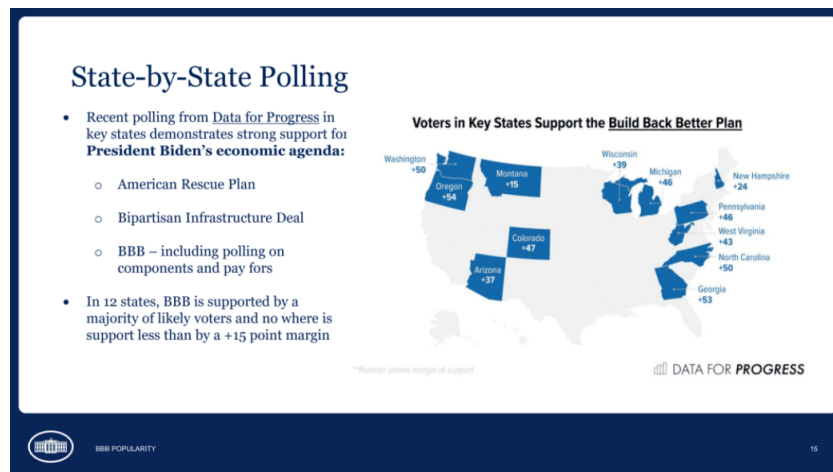 State-by-State Polling
• Recent polling from Data for Progress in
key states demonstrates strong support for
President Biden's economic agenda:
o American Rescue Plan
o Bipartisan Infrastructure Deal
o BBB – including polling on
components and pay fors
• In 12 states, BBB is supported by a
majority of likely voters and no where is
support less than by a +15 point margin
Voters in Key States Support the Build Back Better Plan
Washington
+50
Oregon
+54
Montana
+15
Wisconsin
+39
Michigan
+46
New Hampshire
+24
Pennsylvania
+46
West Virginia
+43
North Carolina
+50
Georgia
+53
Colorado
+47
Arizona
+37
**Number shows margin of support
DATA FOR PROGRESS
BBB POPULARITY
15